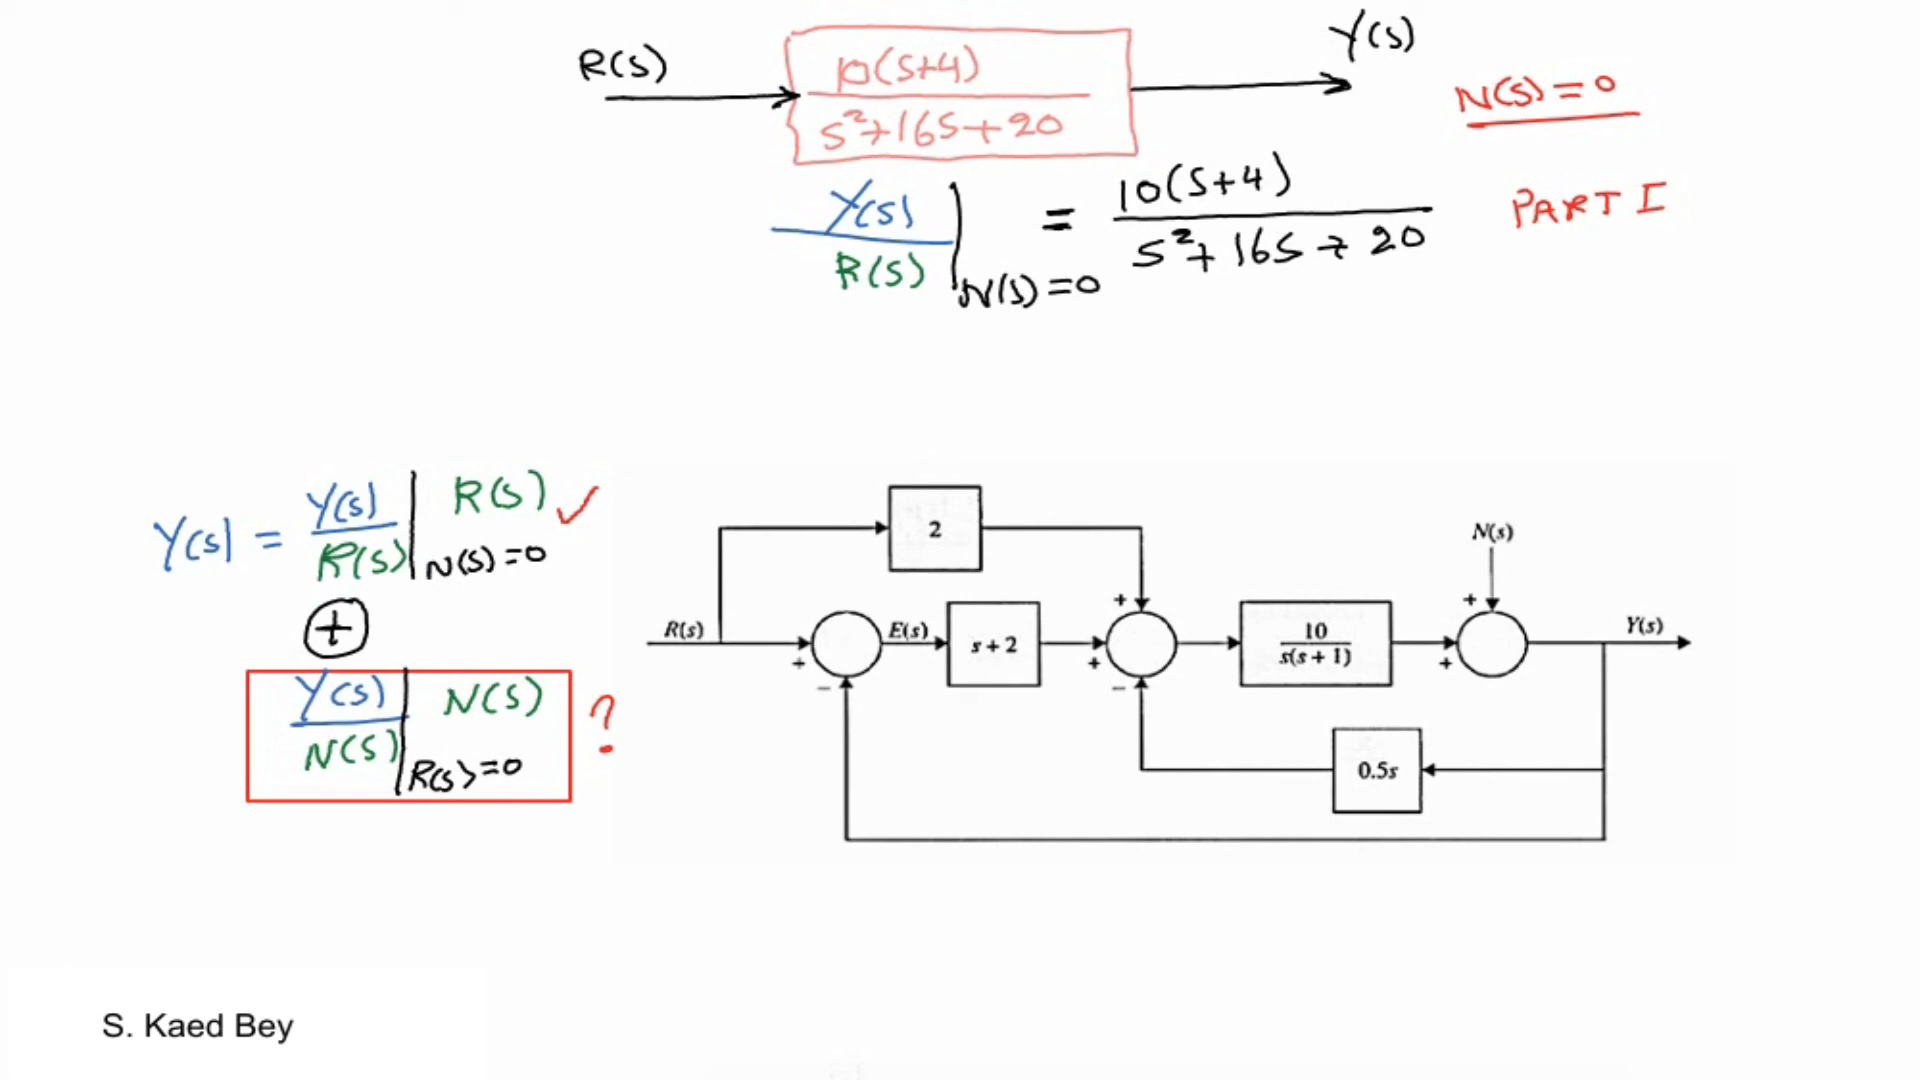 R(s)
10(s+4)
s²+16s+20
Y(s)
N(s)=0
Y(s)
R(s)
N(s)=0
=
10(s+4)
s²+16s+20
PART I
Y(s) =
Y(s)
R(s)
N(s)=0
R(s) ✓
+
Y(s)
N(s)
R(s)=0
N(s)
?
2
N(s)
+ +
R(s) E(s) s + 2 10 Y(s)
s(s + 1)
+ + +
− −
0.5s
S. Kaed Bey